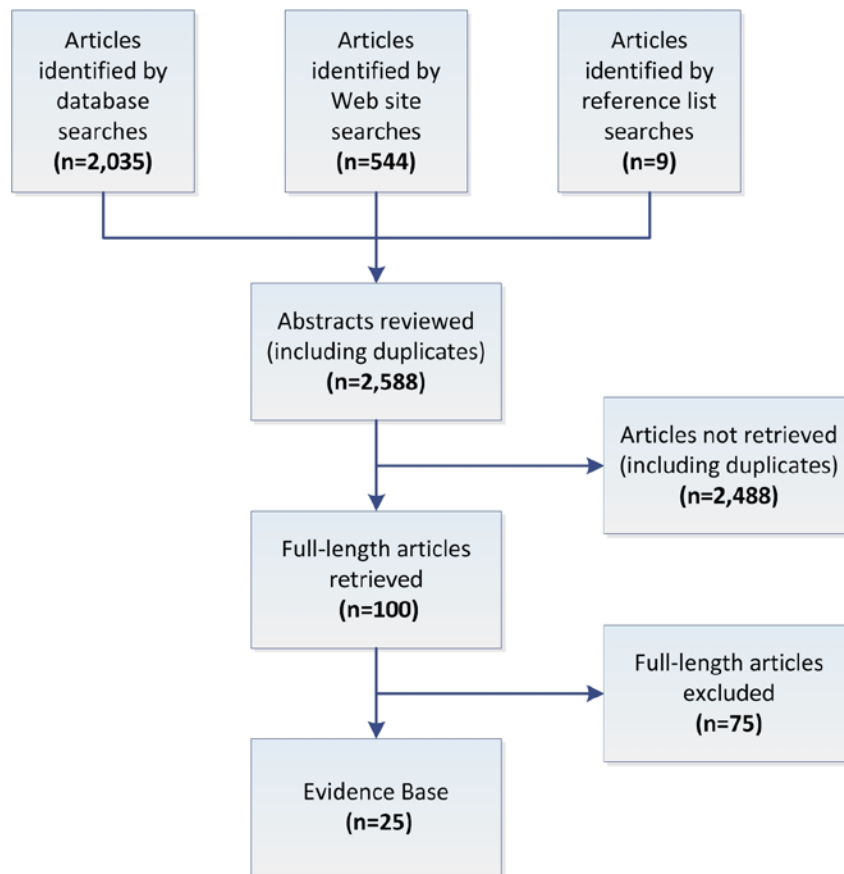 Articles
identified by
database
searches
(n=2,035)
Articles
identified by
Web site
searches
(n=544)
Articles
identified by
reference list
searches
(n=9)
Abstracts reviewed
(including duplicates)
(n=2,588)
Articles not retrieved
(including duplicates)
(n=2,488)
Full-length articles
retrieved
(n=100)
Full-length articles
excluded
(n=75)
Evidence Base
(n=25)